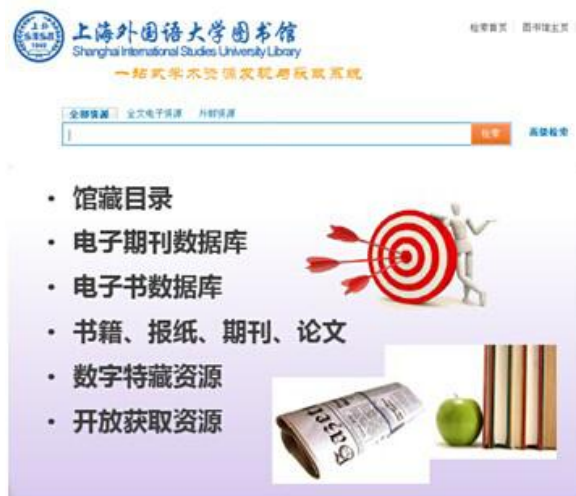 上海外国语大学图书馆
Shanghai International Studies University Library
一站式学术资源发现与获取系统
检索首页 图书馆主页
全部资源 全文电子资源 外部资源
检索 高级检索
• 馆藏目录
• 电子期刊数据库
• 电子书数据库
• 书籍、报纸、期刊、论文
• 数字特藏资源
• 开放获取资源